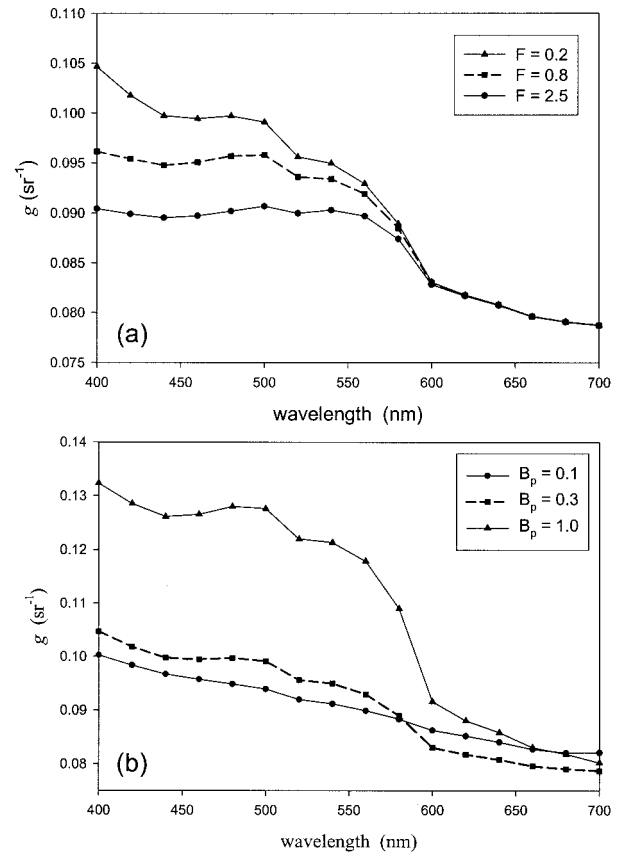 0.110
0.105
0.100
0.095
0.090
0.085
0.080
0.075
g (sr-1)
F = 0.2
F = 0.8
F = 2.5
(a)
400 450 500 550 600 650 700
wavelength (nm)
0.14
0.13
0.12
0.11
0.10
0.09
0.08
g (sr-1)
Bp = 0.1
Bp = 0.3
Bp = 1.0
(b)
400 450 500 550 600 650 700
wavelength (nm)